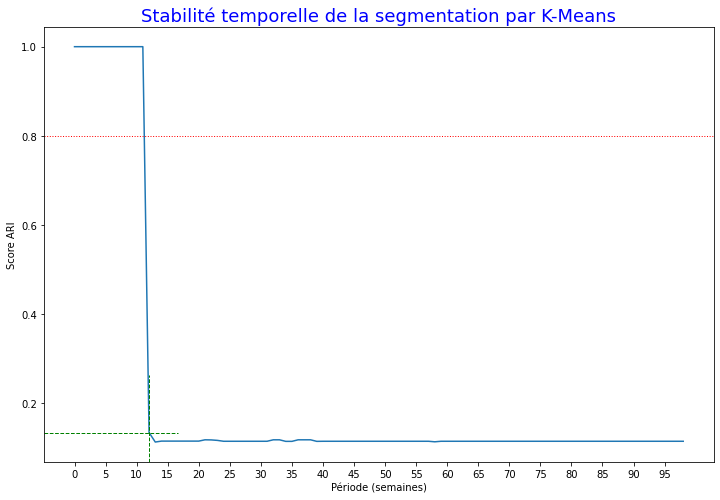 Stabilité temporelle de la segmentation par K-Means
1.0
0.8
0.6
0.4
0.2
Score ARI
0 5 10 15 20 25 30 35 40 45 50 55 60 65 70 75 80 85 90 95
Période (semaines)